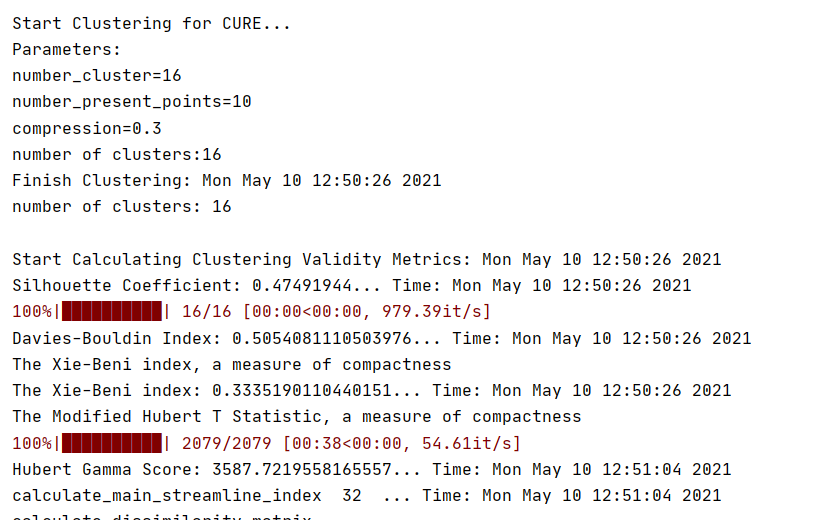 Start Clustering for CURE...
Parameters:
number_cluster=16
number_present_points=10
compression=0.3
number of clusters:16
Finish Clustering: Mon May 10 12:50:26 2021
number of clusters: 16
Start Calculating Clustering Validity Metrics: Mon May 10 12:50:26 2021
Silhouette Coefficient: 0.47491944... Time: Mon May 10 12:50:26 2021
100%|██████████| 16/16 [00:00<00:00, 979.39it/s]
Davies-Bouldin Index: 0.5054081110503976... Time: Mon May 10 12:50:26 2021
The Xie-Beni index, a measure of compactness
The Xie-Beni index: 0.3335190110440151... Time: Mon May 10 12:50:26 2021
The Modified Hubert T Statistic, a measure of compactness
100%|██████████| 2079/2079 [00:38<00:00, 54.61it/s]
Hubert Gamma Score: 3587.7219558165557... Time: Mon May 10 12:51:04 2021
calculate_main_streamline_index  32  ... Time: Mon May 10 12:51:04 2021